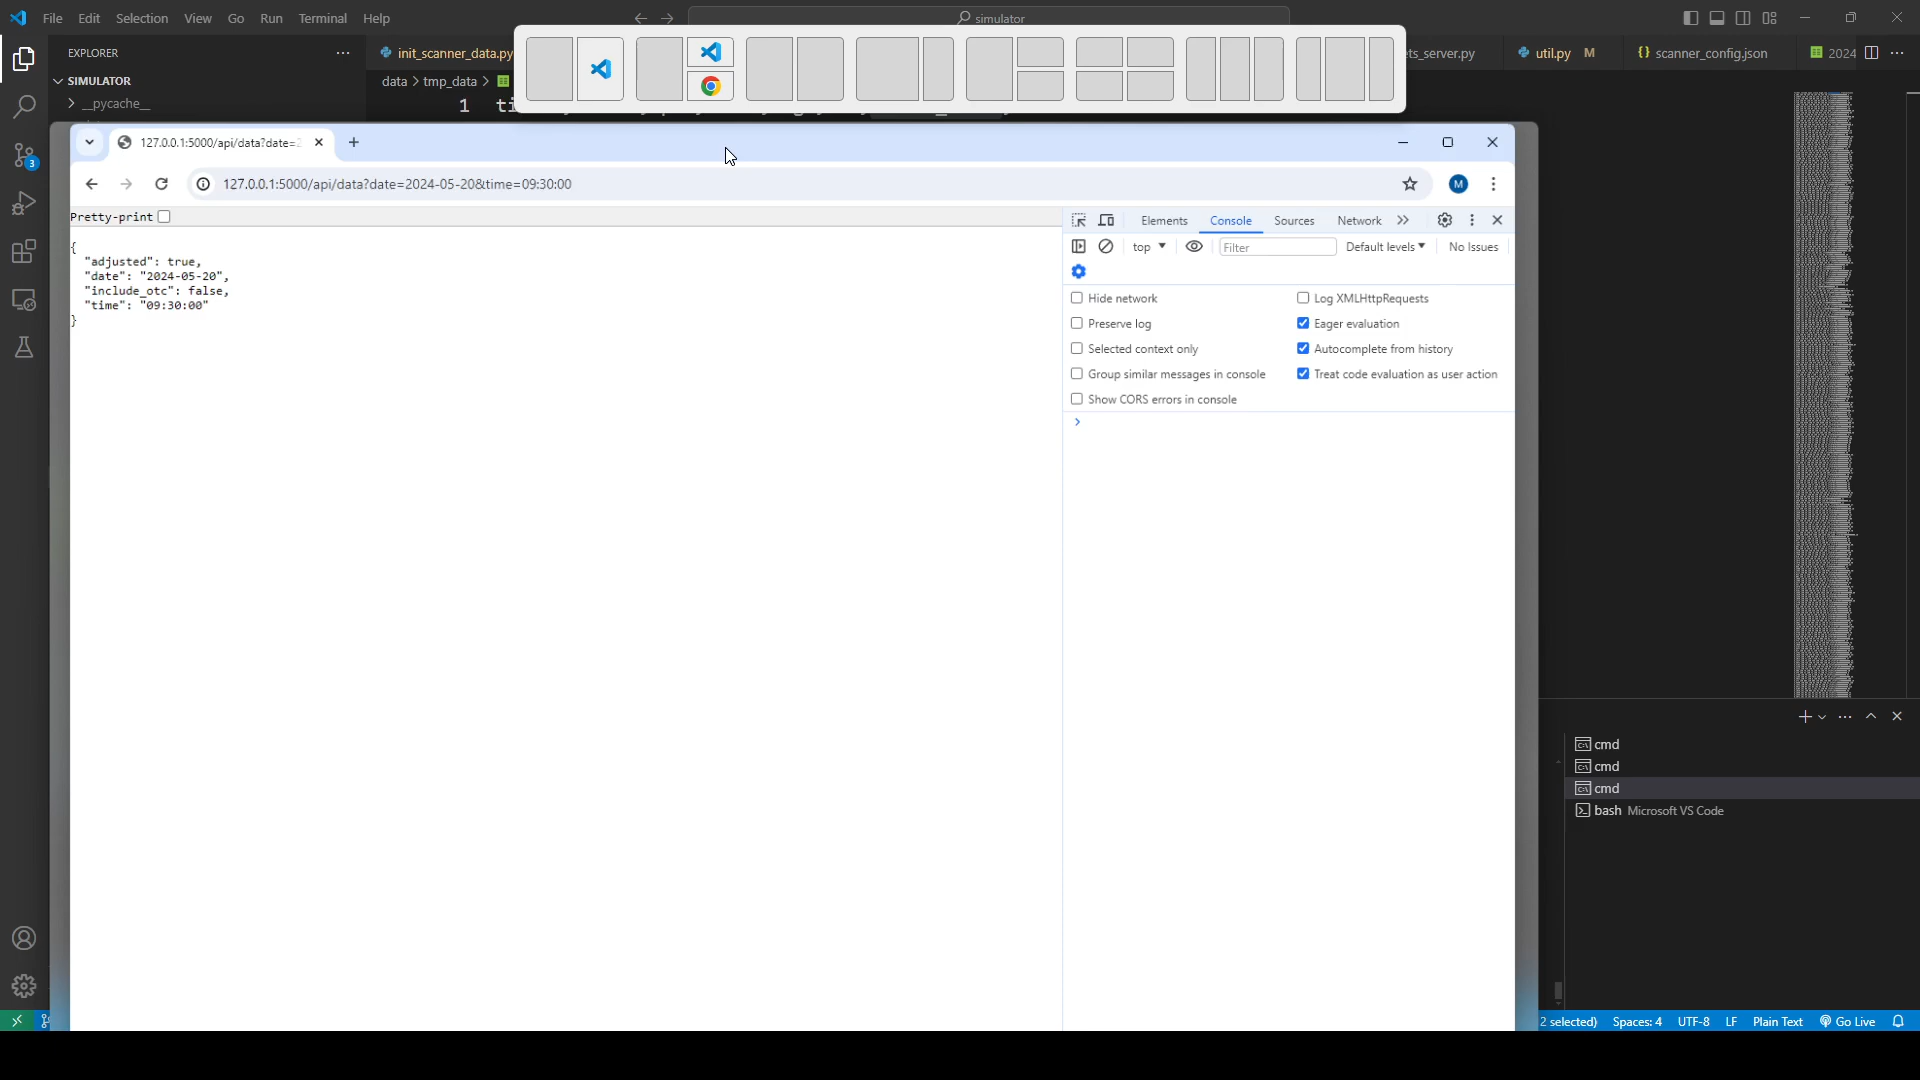 File Edit Selection View Go Run Terminal Help
simulator
EXPLORER
init_scanner_data.py
ets_server.py
util.py M
{} scanner_config.json
2024
SIMULATOR
data > tmp_data >
__pycache__
1
3
127.0.0.1:5000/api/data?date=2
127.0.0.1:5000/api/data?date=2024-05-20&time=09:30:00
M
Pretty-print
{
"adjusted": true,
"date": "2024-05-20",
"include_otc": false,
"time": "09:30:00"
}
Elements Console Sources Network
top Filter Default levels No Issues
Hide network
Log XMLHttpRequests
Preserve log
Eager evaluation
Selected context only
Autocomplete from history
Group similar messages in console
Treat code evaluation as user action
Show CORS errors in console
cmd
cmd
cmd
bash Microsoft VS Code
2 selected) Spaces: 4 UTF-8 LF Plain Text Go Live